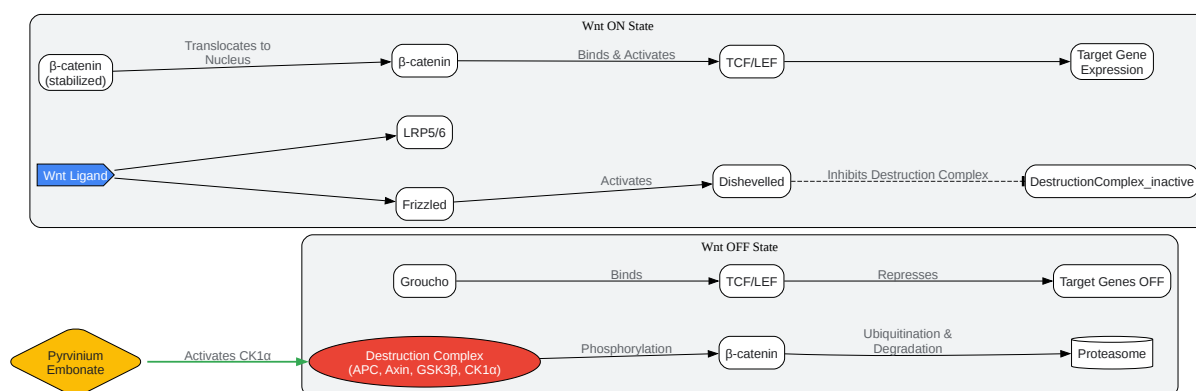 Wnt ON State
β-catenin
(stabilized)
Translocates to
Nucleus
β-catenin
Binds & Activates
TCF/LEF
Target Gene
Expression
LRP5/6
Wnt Ligand
Frizzled
Activates
Dishevelled
Inhibits Destruction Complex
DestructionComplex_inactive
Wnt OFF State
Groucho
Binds
TCF/LEF
Represses
Target Genes OFF
Pyrvinium
Embonate
Activates CK1α
Destruction Complex
(APC, Axin, GSK3β, CK1α)
Phosphorylation
β-catenin
Ubiquitination &
Degradation
Proteasome